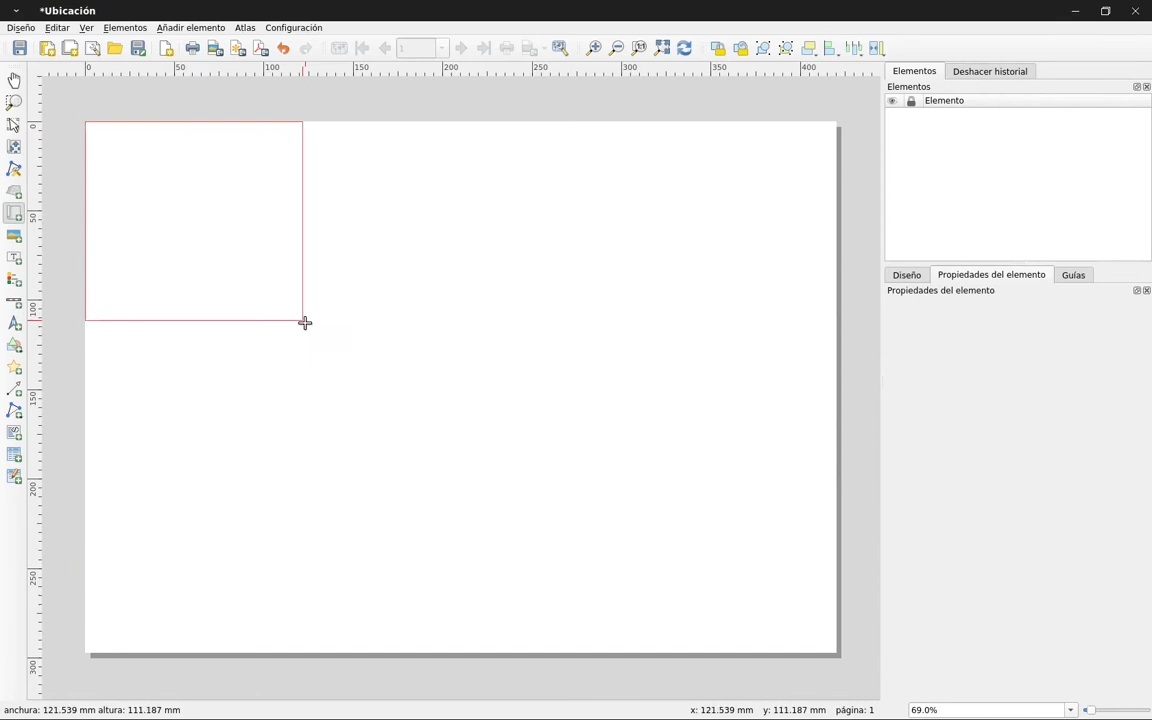 *Ubicación
Diseño Editar Ver Elementos Añadir elemento Atlas Configuración
1
0 50 100 150 200 250 300 350 400
0
50
100
150
200
250
300
Elementos Deshacer historial
Elementos
Elemento
Diseño Propiedades del elemento Guías
Propiedades del elemento
anchura: 121.539 mm altura: 111.187 mm x: 121.539 mm y: 111.187 mm página: 1 69.0%